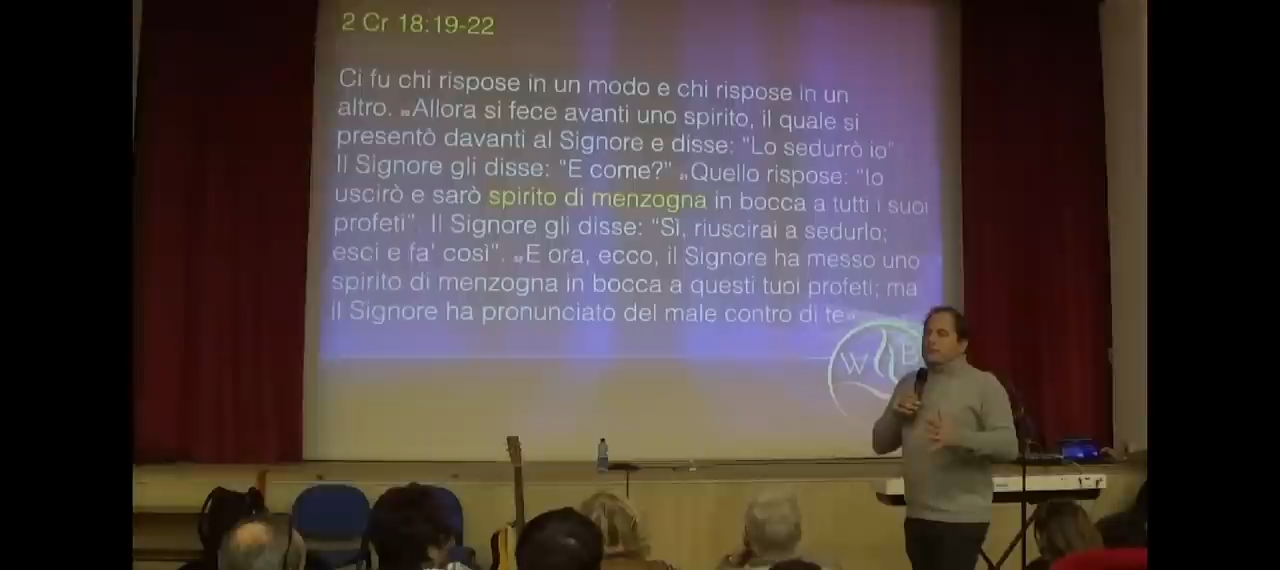 2 Cr 18:19-22
Ci fu chi rispose in un modo e chi rispose in un
altro. Allora si fece avanti uno spirito, il quale si
presentò davanti al Signore e disse: "Lo sedurrò io"
Il Signore gli disse: "E come?" Quello rispose: "Io
uscirò e sarò spirito di menzogna in bocca a tutti i suoi
profeti". Il Signore gli disse: "Sì, riuscirai a sedurlo;
esci e fa' così". E ora, ecco, il Signore ha messo uno
spirito di menzogna in bocca a questi tuoi profeti; ma
il Signore ha pronunciato del male contro di te»
W B